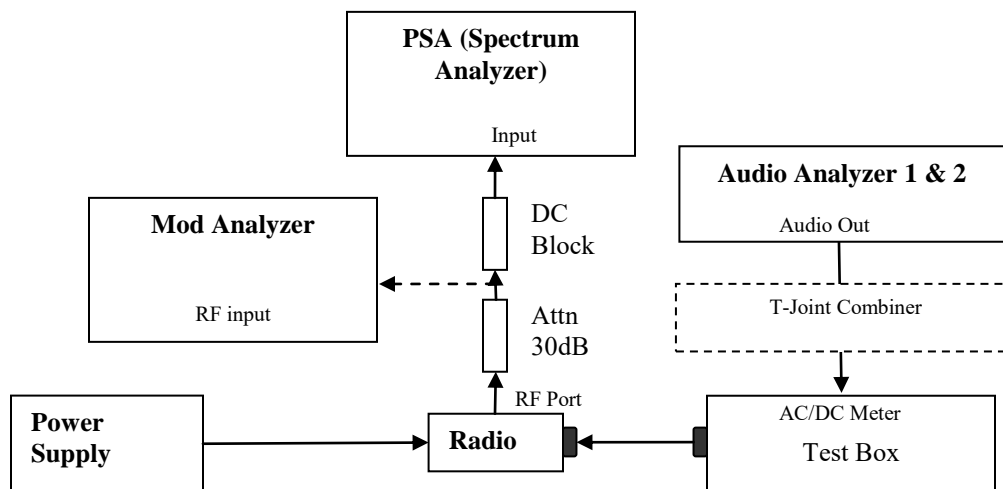 PSA (Spectrum
Analyzer)
Input
Audio Analyzer 1 & 2
Audio Out
Mod Analyzer
RF input
DC
Block
T-Joint Combiner
Attn
30dB
RF Port
Power
Supply
Radio
AC/DC Meter
Test Box